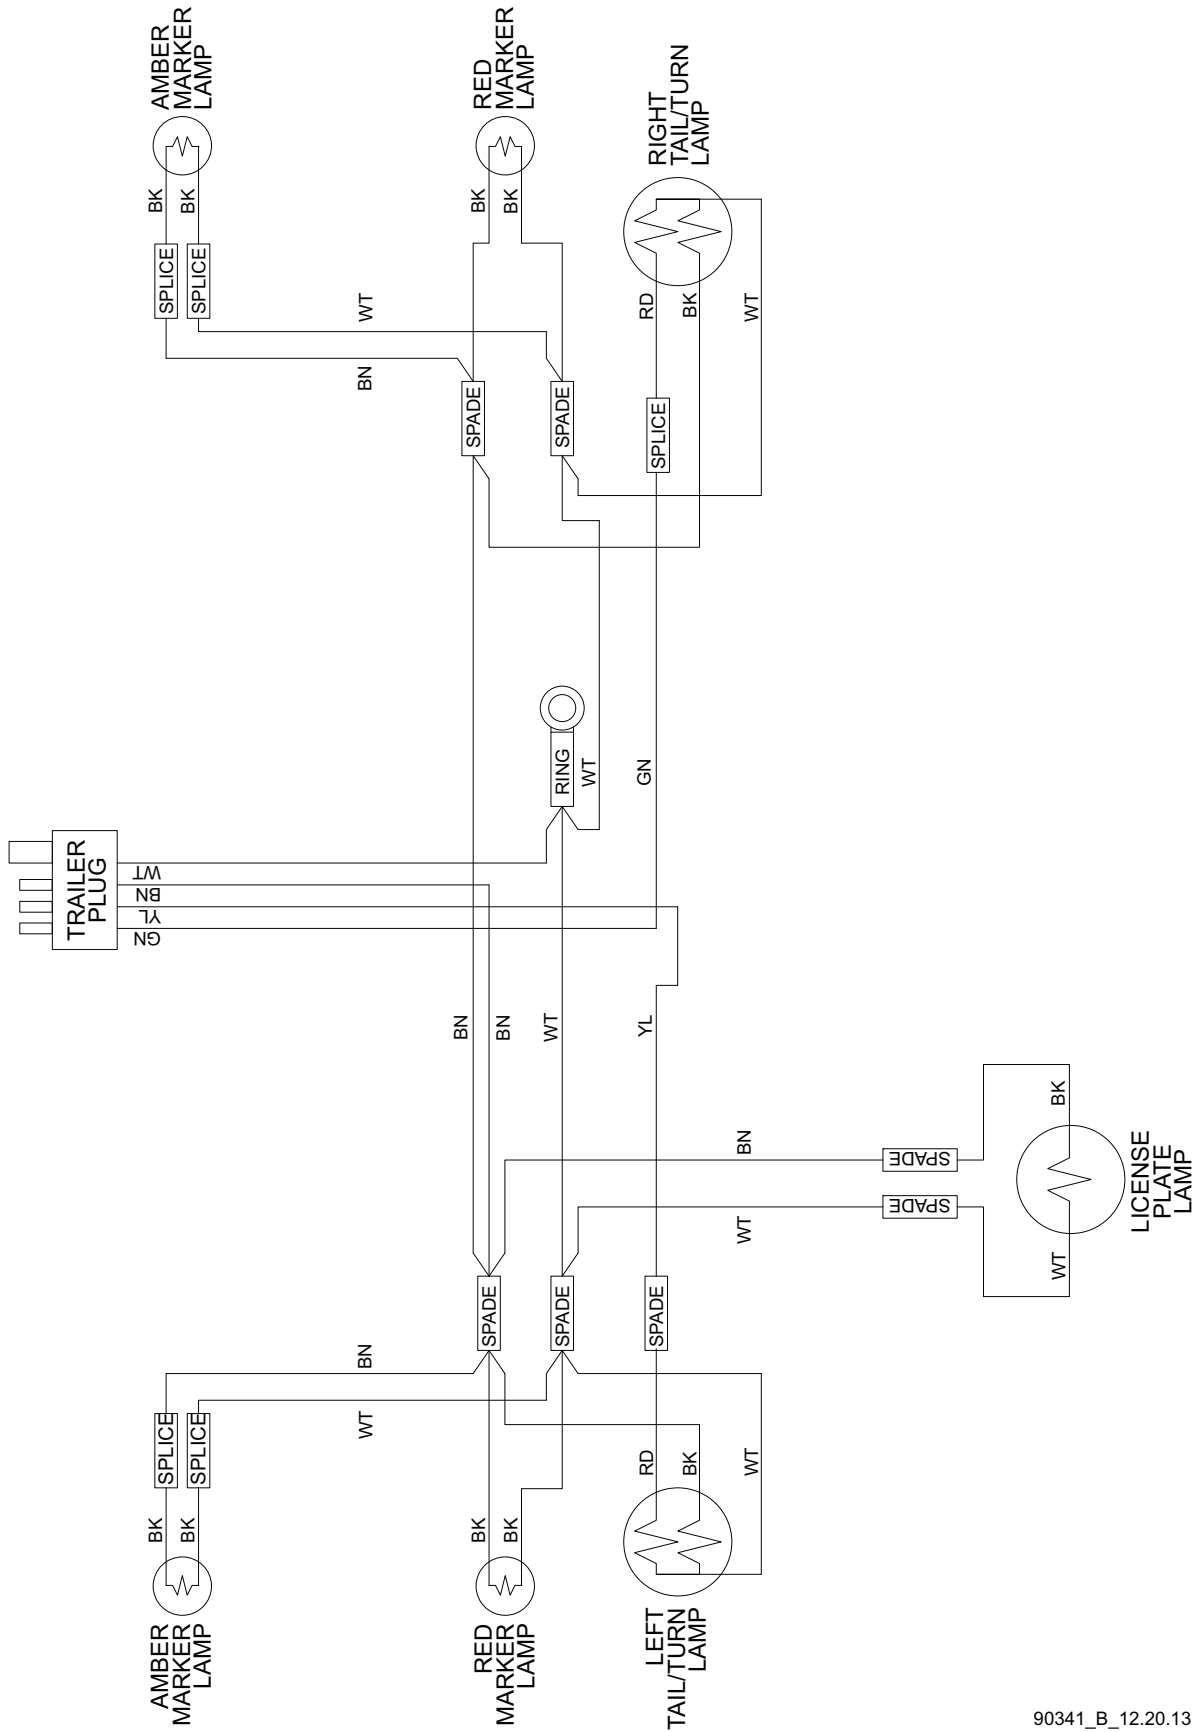 AMBER
MARKER
LAMP
RED
MARKER
LAMP
RIGHT
TAIL/TURN
LAMP
BK
BK
BK
BK
SPLICE
SPLICE
RD
BK
WT
WT
BN
SPADE
SPADE
SPLICE
RING
WT
GN
TRAILER
PLUG
WT
BN
YL
GN
BN
BN
WT
YL
BN
WT
SPADE
SPADE
BK
WT
LICENSE
PLATE
LAMP
SPADE
SPADE
SPADE
BN
WT
SPLICE
SPLICE
BK
BK
BK
BK
RD
BK
WT
AMBER
MARKER
LAMP
RED
MARKER
LAMP
LEFT
TAIL/TURN
LAMP
90341_B_12.20.13